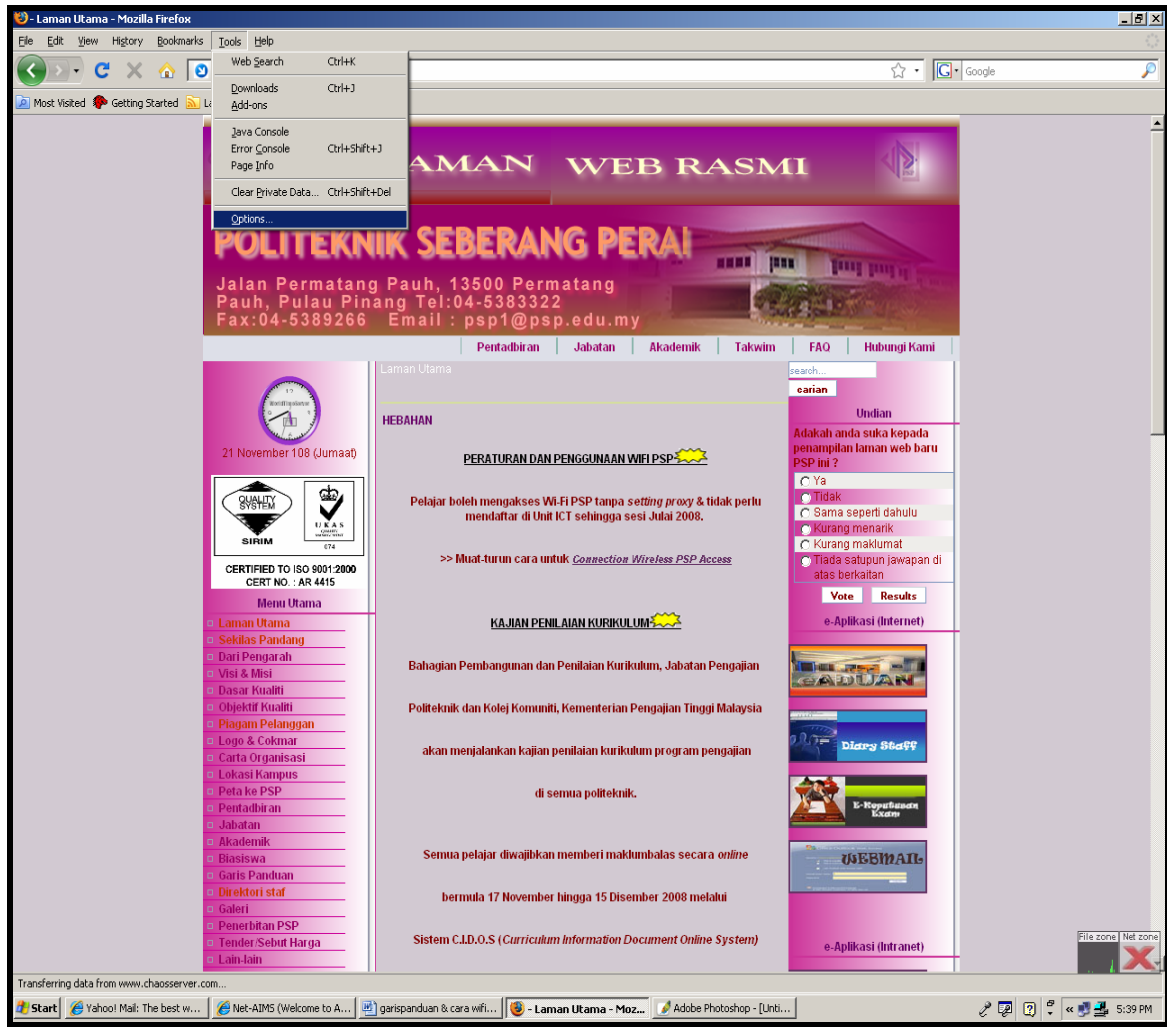 - Laman Utama - Mozilla Firefox
File Edit View History Bookmarks Tools Help
Web Search Ctrl+K
Downloads Ctrl+J
Add-ons
Java Console
Error Console Ctrl+Shift+J
Page Info
Clear Private Data... Ctrl+Shift+Del
Options...
Google
Most Visited Getting Started
AMAN WEB RASMI
POLITEKNIK SEBERANG PERAI
Jalan Permatang Pauh, 13500 Permatang
Pauh, Pulau Pinang Tel:04-5383322
Fax:04-5389266 Email : psp1@psp.edu.my
Pentadbiran Jabatan Akademik Takwim FAQ Hubungi Kami
21 November 108 (Jumaat)
QUALITY
SYSTEM
SIRIM
UKAS
QUALITY
MANAGEMENT
074
CERTIFIED TO ISO 9001:2000
CERT NO. : AR 4415
Menu Utama
Laman Utama
Sekilas Pandang
Dari Pengarah
Visi & Misi
Dasar Kualiti
Objektif Kualiti
Piagam Pelanggan
Logo & Cokmar
Carta Organisasi
Lokasi Kampus
Peta ke PSP
Pentadbiran
Jabatan
Akademik
Biasiswa
Garis Panduan
Direktori staf
Galeri
Penerbitan PSP
Tender/Sebut Harga
Lain-lain
Laman Utama
HEBAHAN
PERATURAN DAN PENGGUNAAN WIFI PSP
Pelajar boleh mengakses Wi-Fi PSP tanpa setting proxy & tidak perlu
mendaftar di Unit ICT sehingga sesi Julai 2008.
>> Muat-turun cara untuk Connection Wireless PSP Access
KAJIAN PENILAIAN KURIKULUM
Bahagian Pembangunan dan Penilaian Kurikulum, Jabatan Pengajian
Politeknik dan Kolej Komuniti, Kementerian Pengajian Tinggi Malaysia
akan menjalankan kajian penilaian kurikulum program pengajian
di semua politeknik.
Semua pelajar diwajibkan memberi maklumbalas secara online
bermula 17 November hingga 15 Disember 2008 melalui
Sistem C.I.D.O.S (Curriculum Information Document Online System)
search...
carian
Undian
Adakah anda suka kepada
penampilan laman web baru
PSP ini ?
Ya
Tidak
Sama seperti dahulu
Kurang menarik
Kurang maklumat
Tiada satupun jawapan di
atas berkaitan
Vote Results
e-Aplikasi (Internet)
eADUAN
Diary Staff
E-Keputusan
Exam
WEBMAIL
e-Aplikasi (Intranet)
File zone Net zone
Transferring data from www.chaosserver.com...
Start Yahoo! Mail: The best w... Net-AIMS (Welcome to A... garispanduan & cara wifi... - Laman Utama - Moz... Adobe Photoshop - [Unti... 5:39 PM